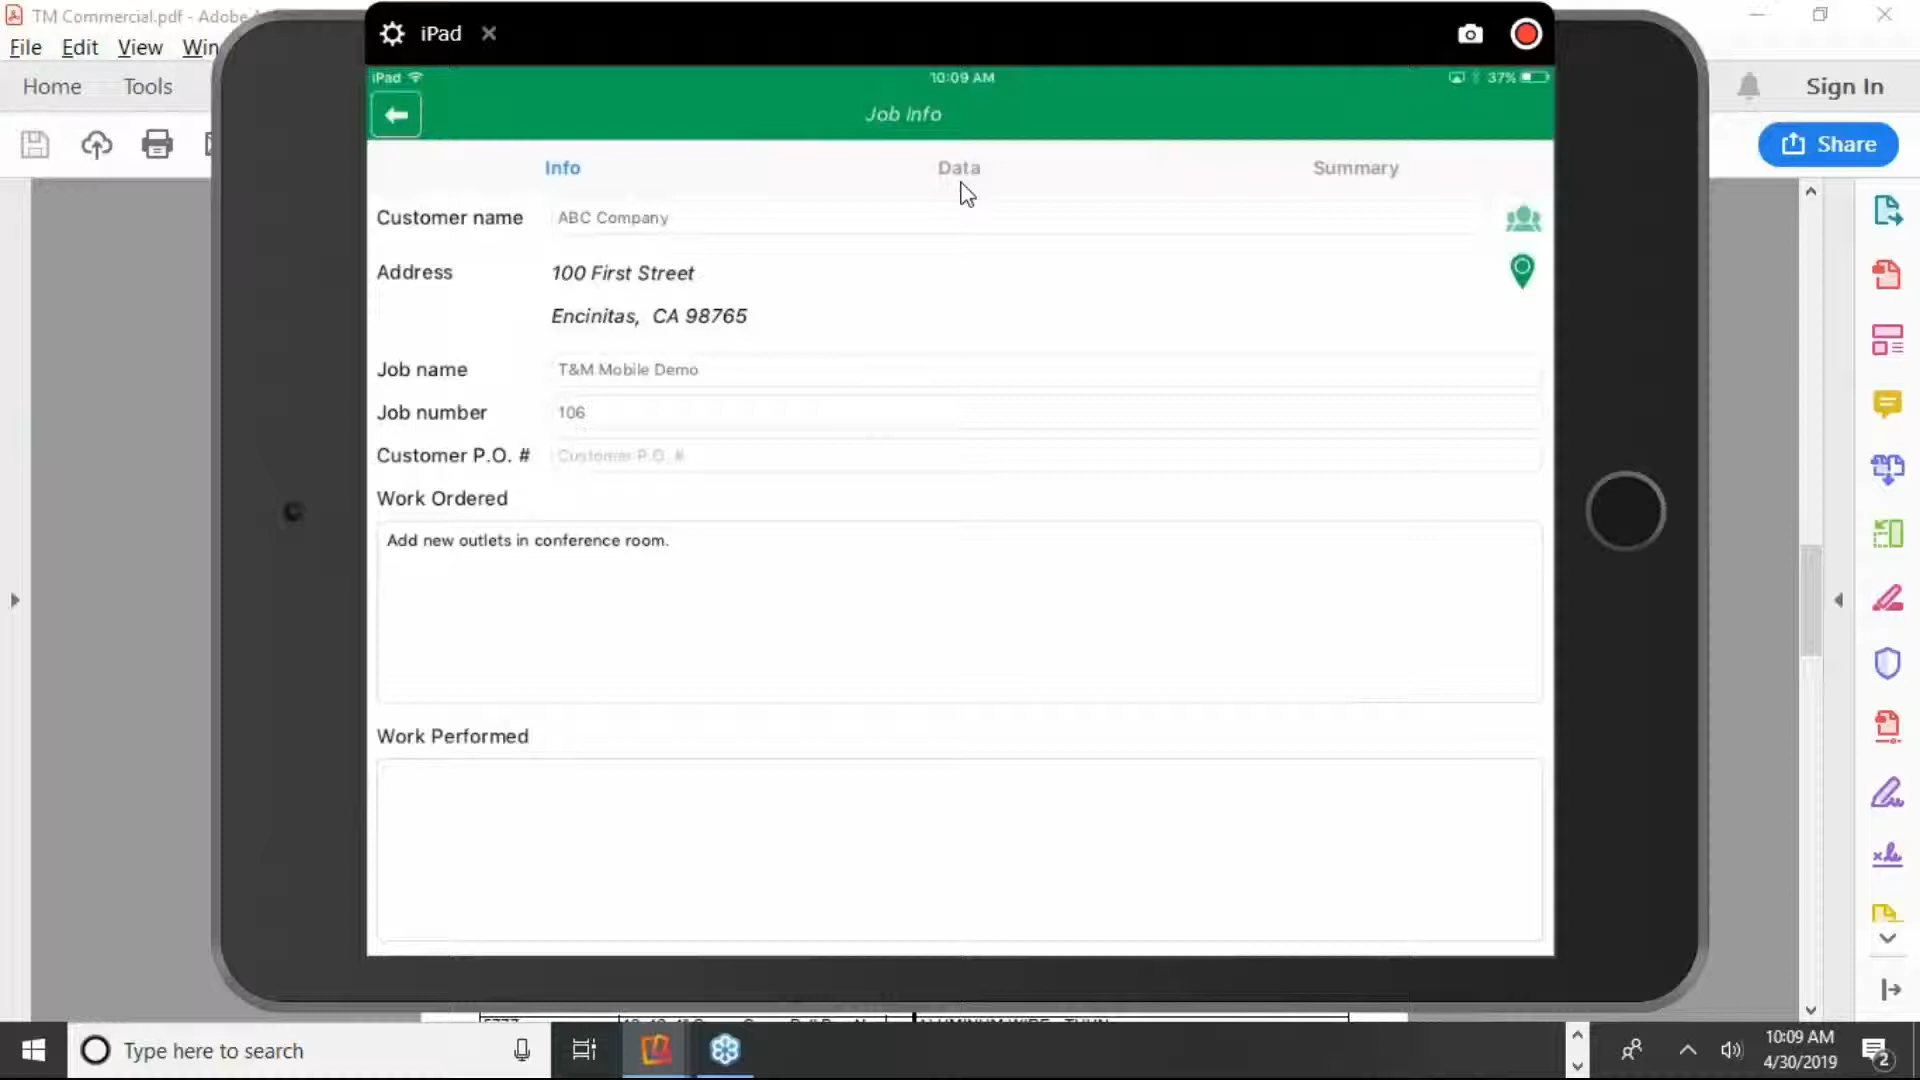 TM Commercial.pdf - Adobe A
File Edit View Win
Home Tools
Sign In
Share
iPad
iPad 10:09 AM 37%
Job Info
Info Data Summary
Customer name ABC Company
Address 100 First Street
Encinitas, CA 98765
Job name T&M Mobile Demo
Job number 106
Customer P.O. # Customer P.O. #
Work Ordered
Add new outlets in conference room.
Work Performed
Type here to search
10:09 AM
4/30/2019
2